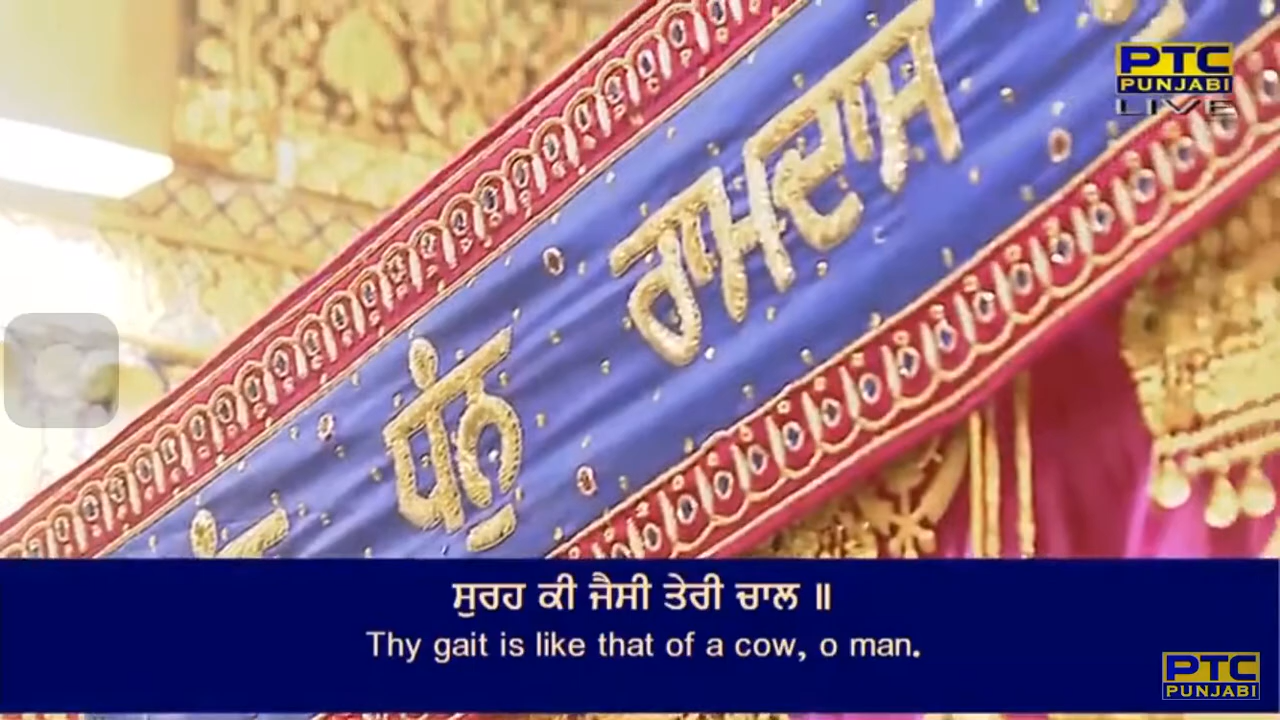 PTC
PUNJABI
LIVE
ਧੰਨੁ ਰਾਮਦਾਸ
ਸੁਰਹ ਕੀ ਜੈਸੀ ਤੇਰੀ ਚਾਲ ॥
Thy gait is like that of a cow, o man.
PTC
PUNJABI